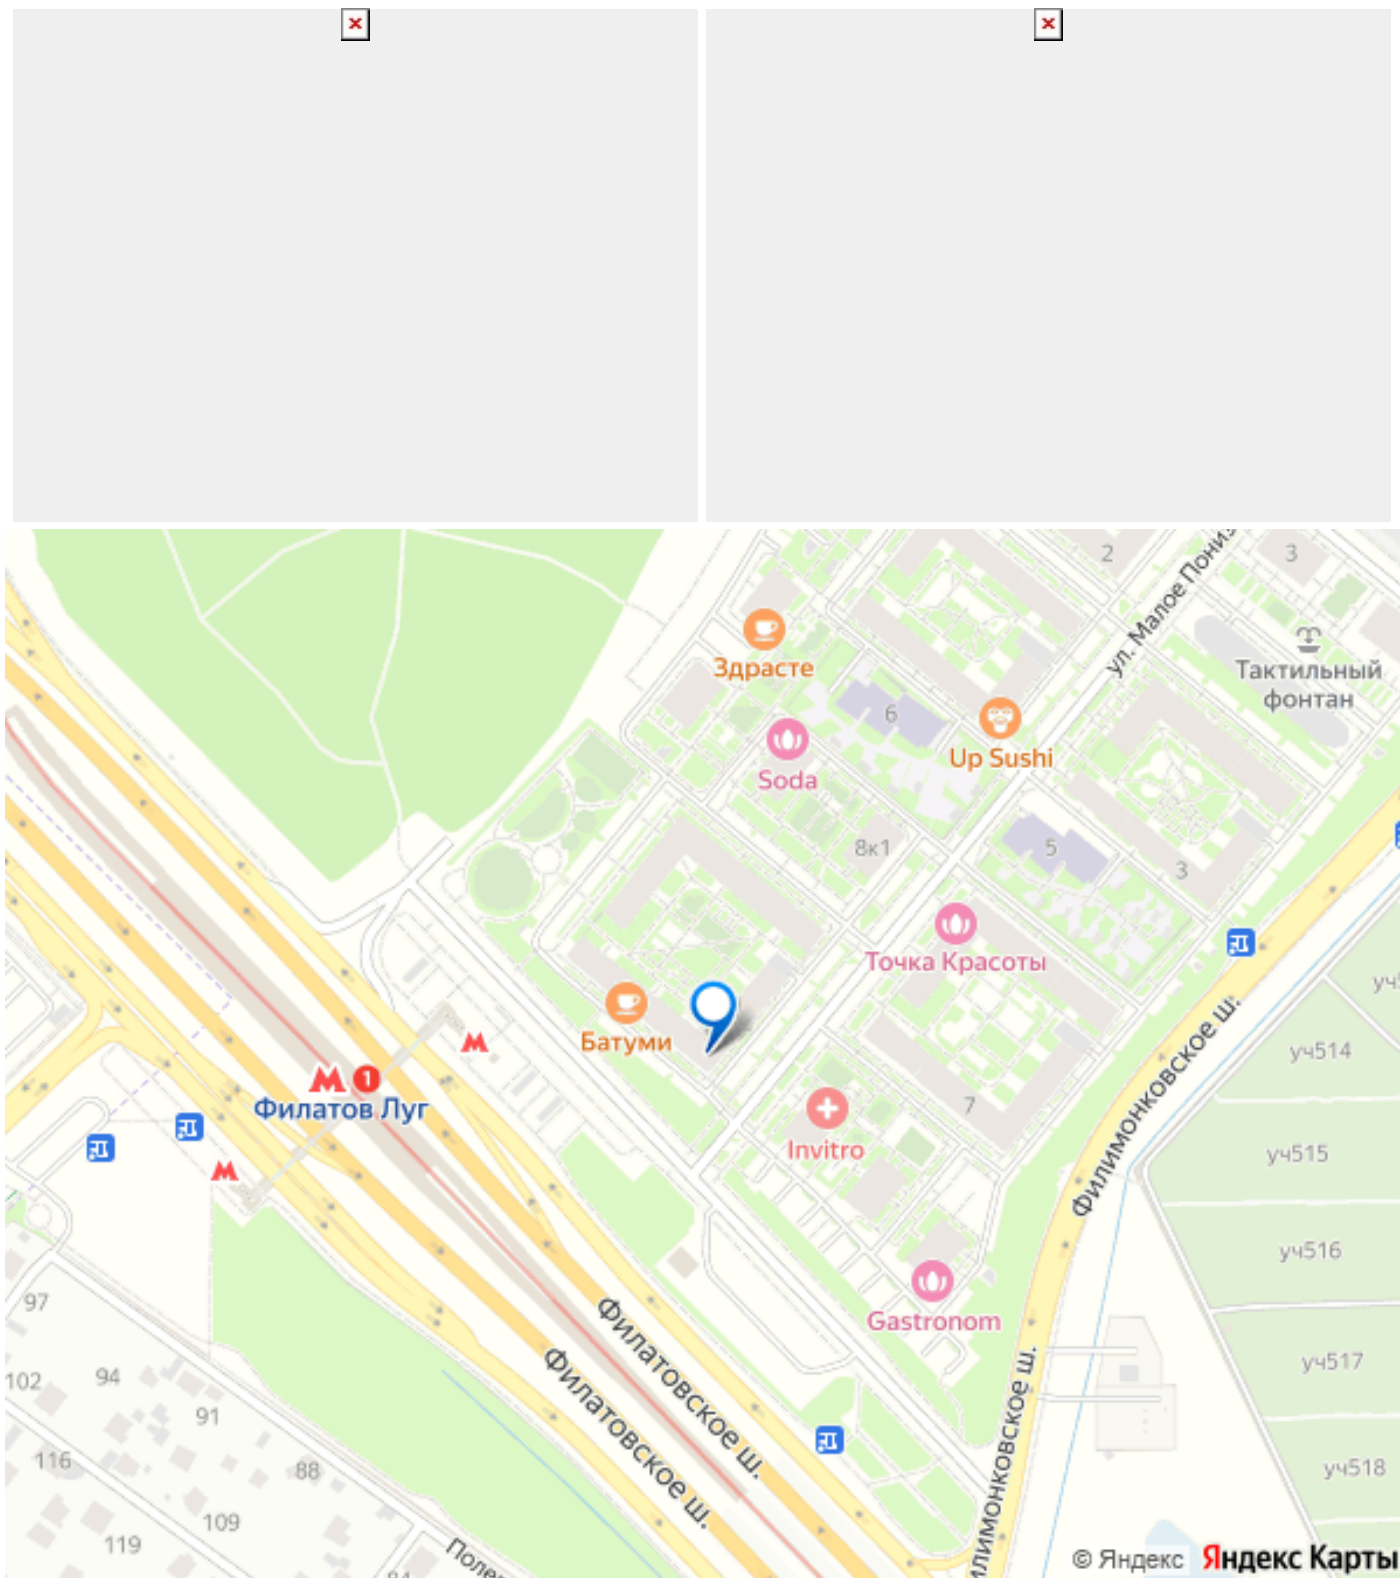 2
3
ул. Малое Пониз
Здрасте
Тактильный
фонтан
6
Up Sushi
Soda
8к1
5
3
Точка Красоты
Батуми
уч514
М 1
М
Филатов Луг
7
Филимонковское ш.
Invitro
М
уч515
уч516
97
Gastronom
Филатовское ш.
Филатовское ш.
уч517
102
94
91
116
88
уч518
109
119
© Яндекс Яндекс Карты